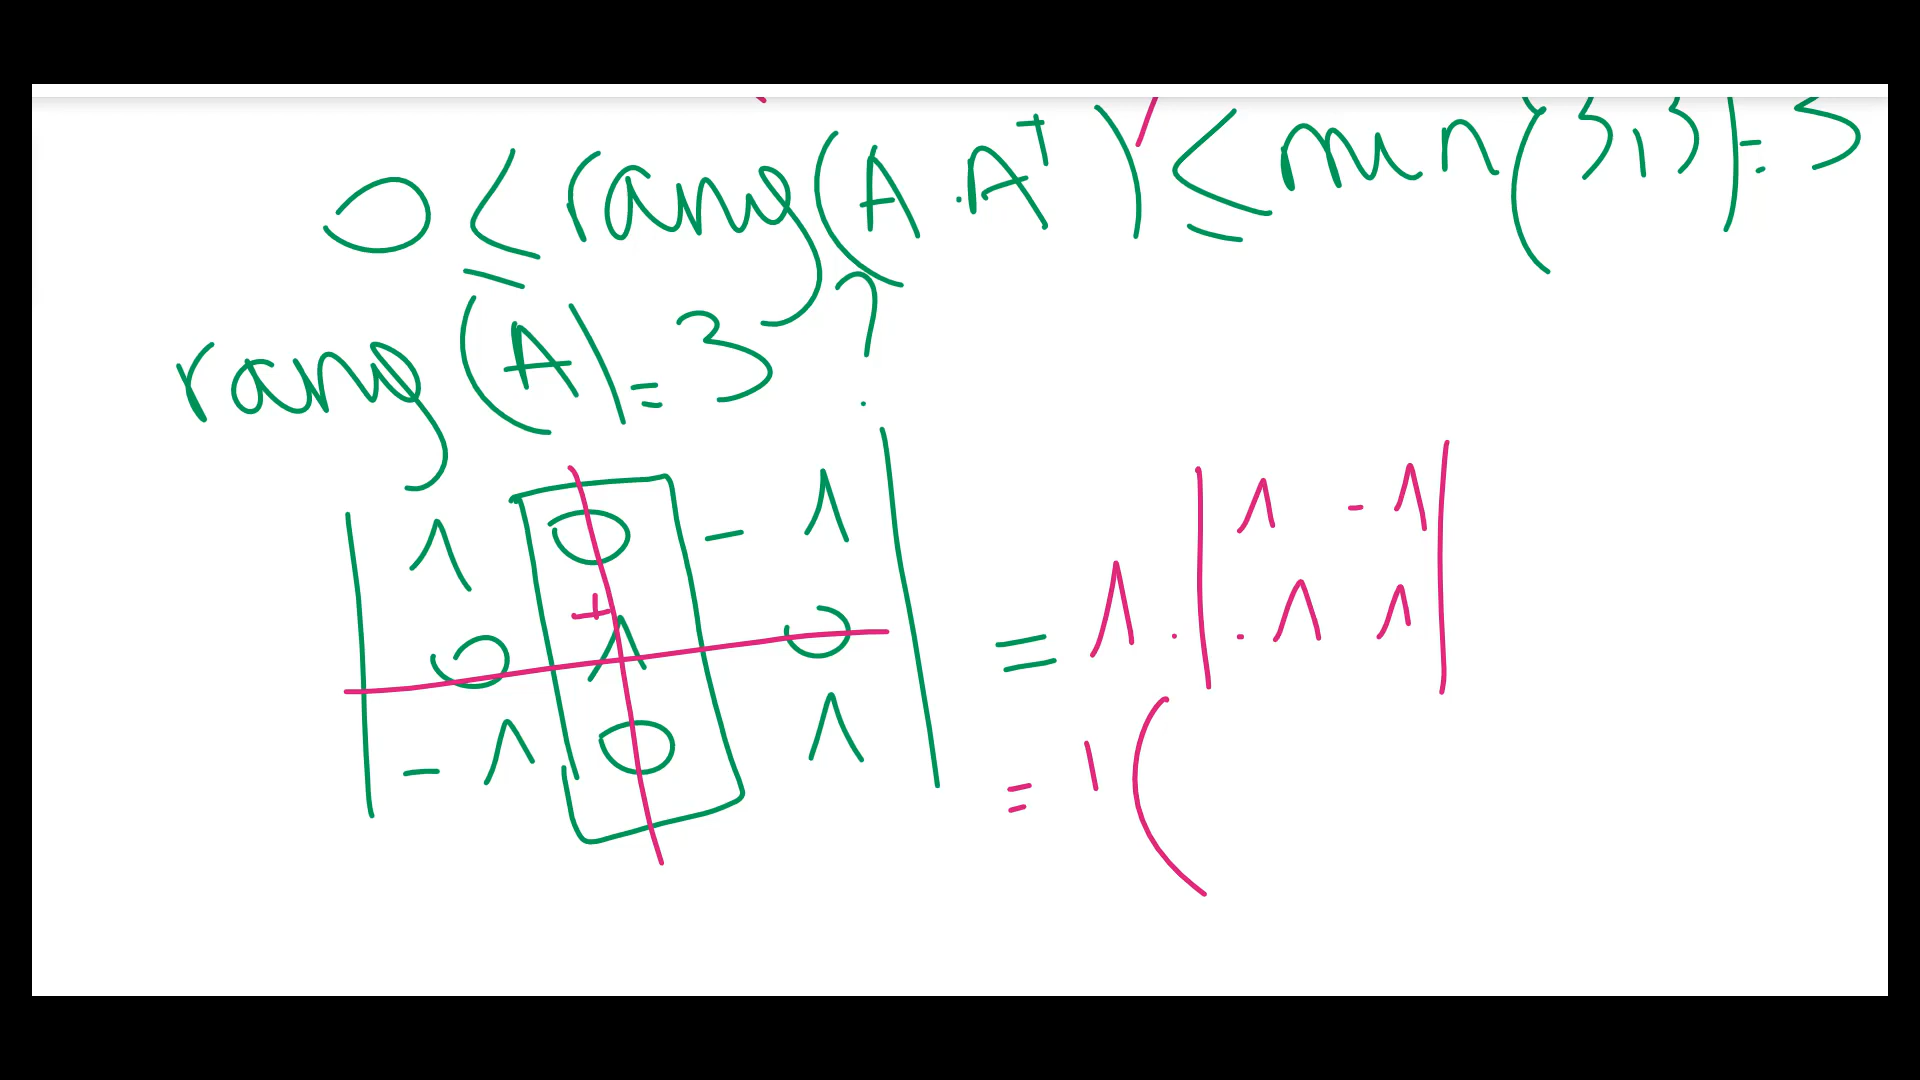 0 ≤ rang(A · Aᵀ) ≤ min(3,3) = 3
rang(A) = 3 ?
| 1 0 -1 |
| 0 1 0 | = 1 · | 1 -1 |
| -1 0 1 | | -1 1 |
= 1 (